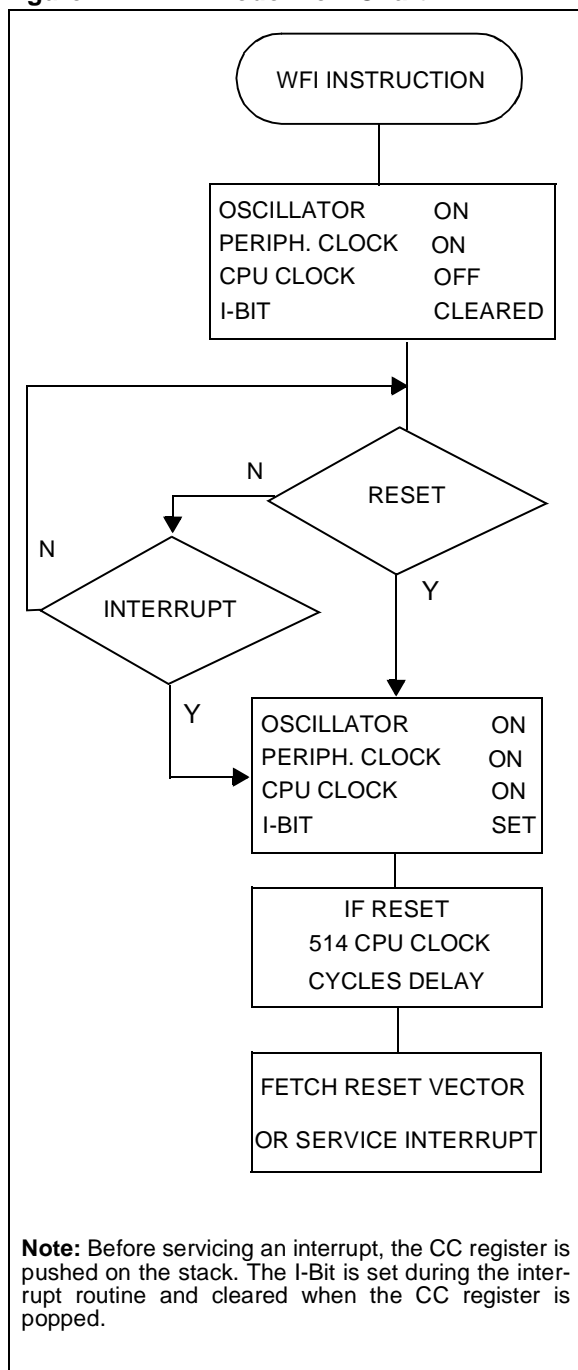 WFI INSTRUCTION
OSCILLATOR ON
PERIPH. CLOCK ON
CPU CLOCK OFF
I-BIT CLEARED
N
RESET
N
INTERRUPT
Y
Y
OSCILLATOR ON
PERIPH. CLOCK ON
CPU CLOCK ON
I-BIT SET
IF RESET
514 CPU CLOCK
CYCLES DELAY
FETCH RESET VECTOR
OR SERVICE INTERRUPT
Note: Before servicing an interrupt, the CC register is
pushed on the stack. The I-Bit is set during the inter-
rupt routine and cleared when the CC register is
popped.